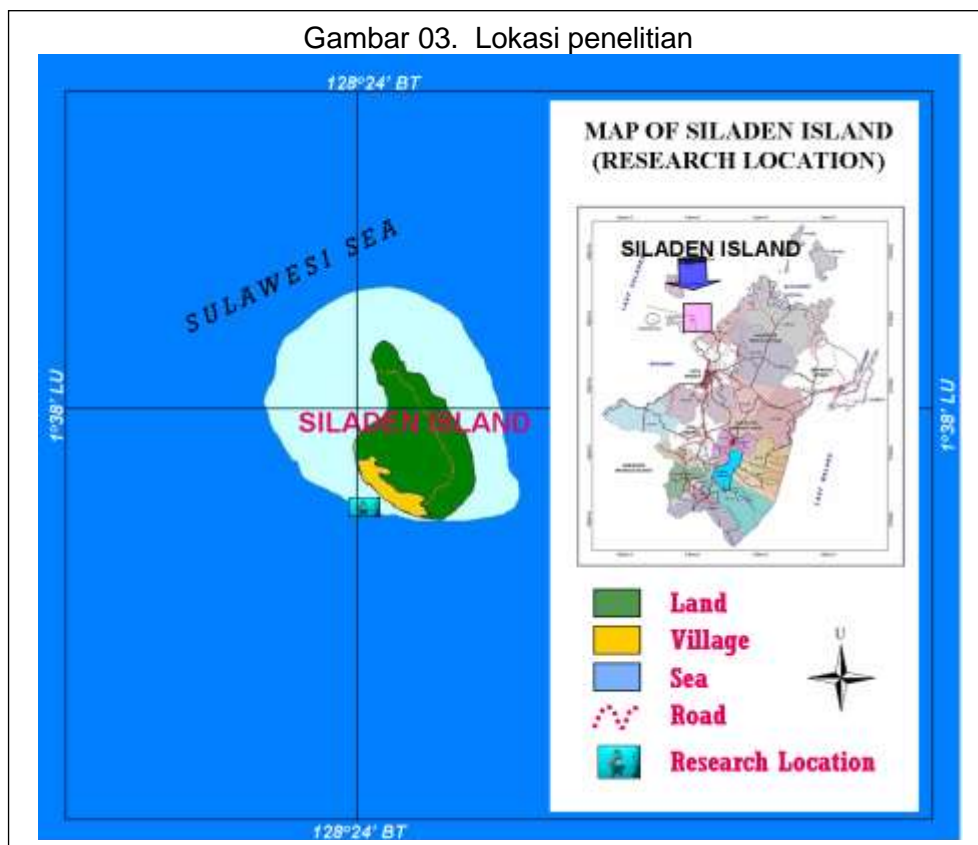 Gambar 03. Lokasi penelitian
128°24' BT
MAP OF SILADEN ISLAND
(RESEARCH LOCATION)
SILADEN ISLAND
SULAWESI SEA
1°38' LU
1°38' LU
SILADEN ISLAND
Land
Village
Sea
Road
Research Location
U
128°24' BT